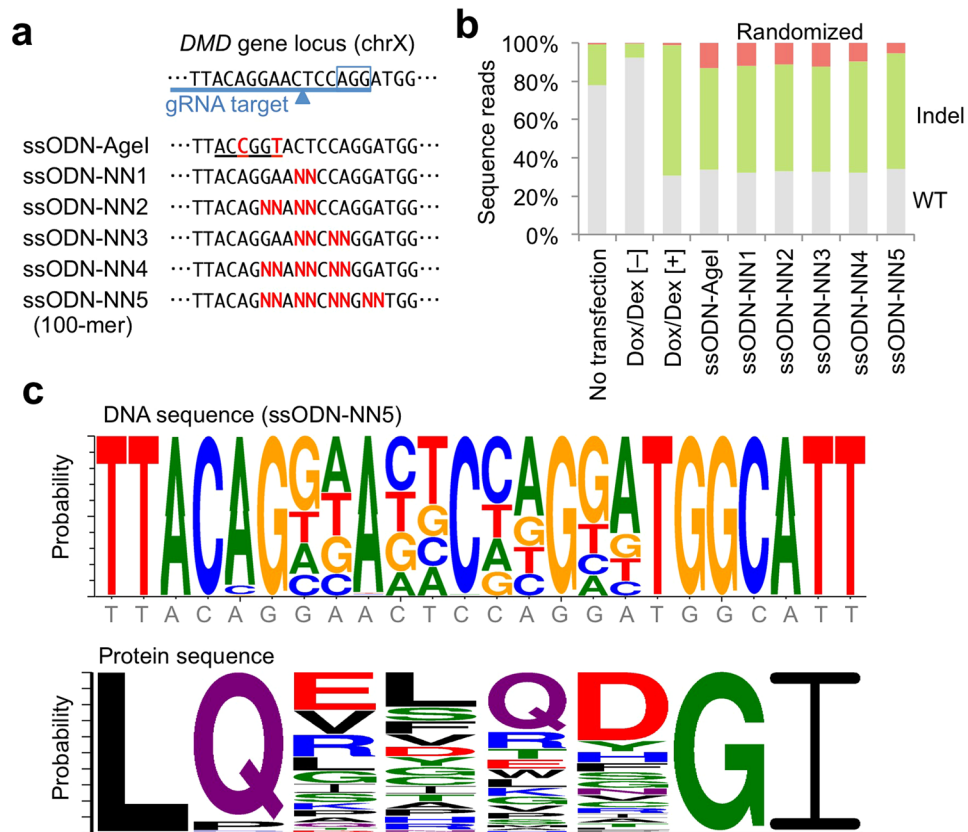 a
DMD gene locus (chrX)
···TTACAGGAACTCCAGGATGG···
gRNA target
ssODN-AgeI ···TTACCGGTACTCCAGGATGG···
ssODN-NN1 ···TTACAGGAANNCCAGGATGG···
ssODN-NN2 ···TTACAGNNANNCCAGGATGG···
ssODN-NN3 ···TTACAGGAANNCNNGGATGG···
ssODN-NN4 ···TTACAGNNANNCNNGGATGG···
ssODN-NN5 ···TTACAGNNANNCNNGNNTGG···
(100-mer)
b
Randomized
Sequence reads
100%
80%
60%
40%
20%
0%
Indel
WT
No transfection
Dox/Dex [–]
Dox/Dex [+]
ssODN-AgeI
ssODN-NN1
ssODN-NN2
ssODN-NN3
ssODN-NN4
ssODN-NN5
c
DNA sequence (ssODN-NN5)
Probability
T T A C A G G A A C T C C A G G A T G G C A T T
T T A C A G G A A C T C C A G G A T G G C A T T
Protein sequence
Probability
L Q E L Q D G I